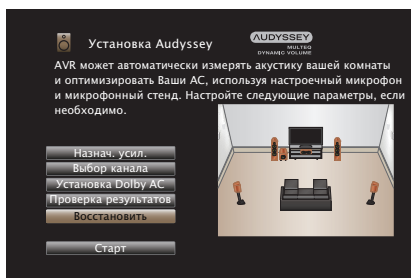 Установка Audyssey
AUDYSSEY
MULTEQ
DYNAMIC VOLUME
AVR может автоматически измерять акустику вашей комнаты
и оптимизировать Ваши АС, используя настроечный микрофон
и микрофонный стенд. Настройте следующие параметры, если
необходимо.
Назнач. усил.
Выбор канала
Установка Dolby АС
Проверка результатов
Восстановить
Старт